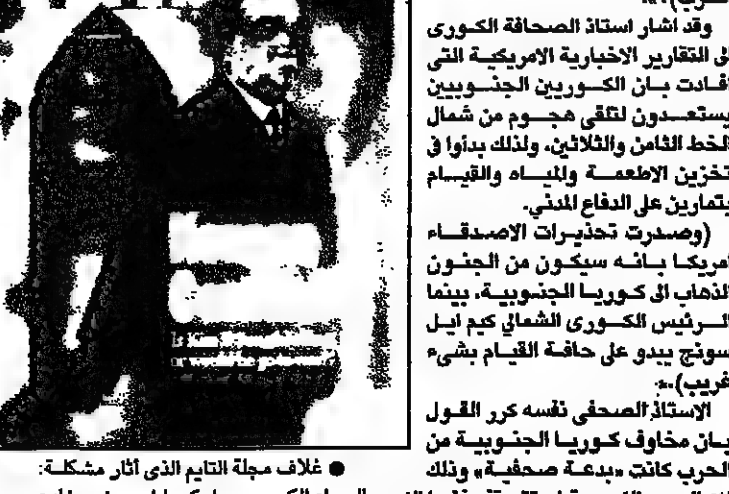 وقد اشار استاذ الصحافة الكورى
الى التقارير الاخبارية الامريكية التى
افادت بان الكوريين الجنوبيين
يستعدون لتلقى هجوم من شمال
الخط الثامن والثلاثين، ولذلك بدأوا في
تخزين الاطعمة والمياه والقيام
بتمارين على الدفاع المدني.
(وصدرت تحذيرات الاصدقاء
امريكا بانه سيكون من الجنون
الذهاب الى كوريا الجنوبية، بينما
الرئيس الكورى الشمالي كيم ايل
سونج يبدو على حافة القيام بشىء
غريب).
الاستاذ الصحفى نفسه كرر القول
بان مخاوف كوريا الجنوبية من
الحرب كانت «بدعة صحفية» وذلك
● غلاف مجلة التايم الذى أثار مشكلة: